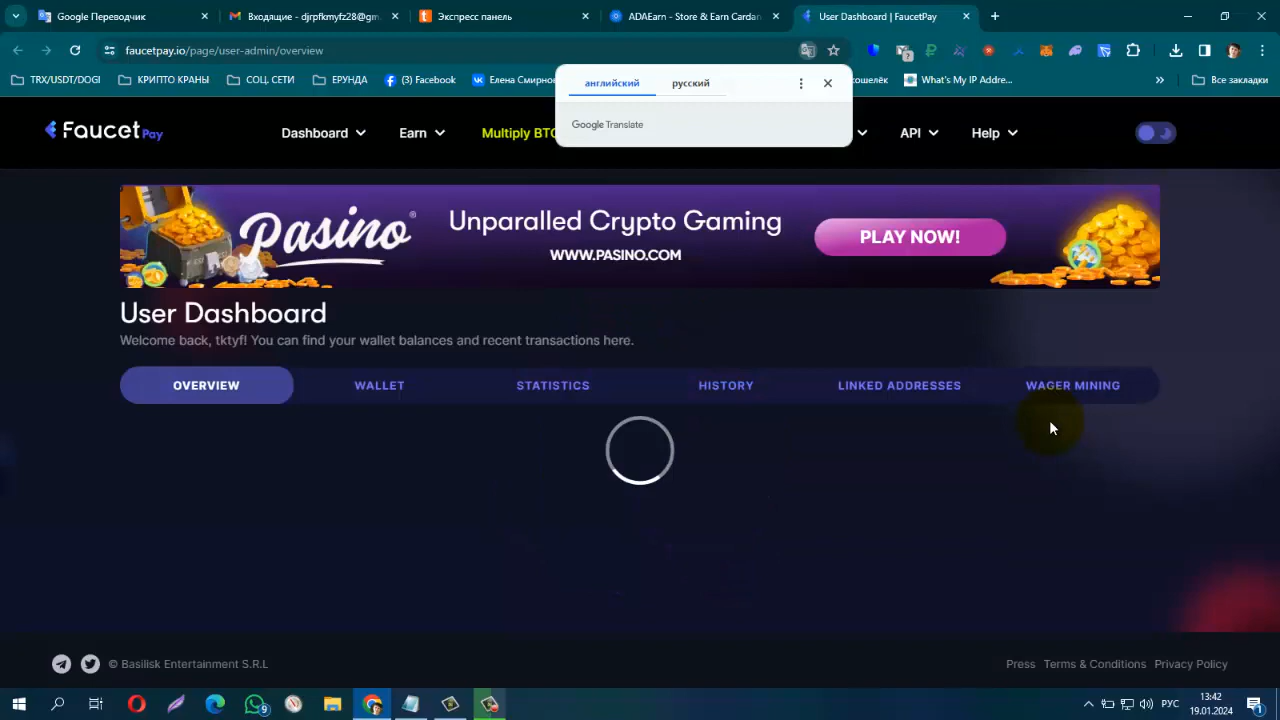 Google Переводчик
Входящие - djrpfkmyfz28@gm
Экспресс панель
ADAEarn - Store & Earn Cardan
User Dashboard | FaucetPay
faucetpay.io/page/user-admin/overview
TRX/USDT/DOGI
КРИПТО КРАНЫ
СОЦ. СЕТИ
ЕРУНДА
(3) Facebook
Елена Смирно
ошелёк
What's My IP Addre...
Все закладки
английский
русский
Google Translate
FaucetPay
Dashboard
Earn
Multiply BTC
API
Help
Pasino
Unparalled Crypto Gaming
WWW.PASINO.COM
PLAY NOW!
User Dashboard
Welcome back, tktyf! You can find your wallet balances and recent transactions here.
OVERVIEW
WALLET
STATISTICS
HISTORY
LINKED ADDRESSES
WAGER MINING
© Basilisk Entertainment S.R.L
Press
Terms & Conditions
Privacy Policy
9
РУС
13:42
19.01.2024